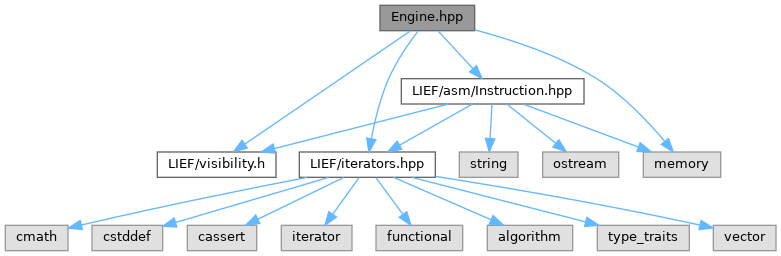 Engine.hpp
LIEF/asm/Instruction.hpp
LIEF/visibility.h
LIEF/iterators.hpp
string
ostream
memory
cmath
cstddef
cassert
iterator
functional
algorithm
type_traits
vector